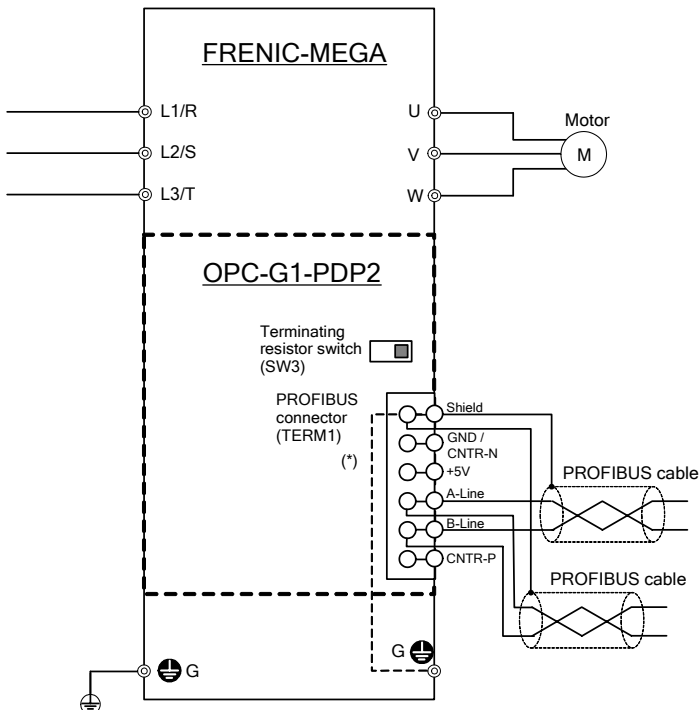 FRENIC-MEGA
L1/R
U
Motor
L2/S
V
M
L3/T
W
OPC-G1-PDP2
Terminating
resistor switch
(SW3)
PROFIBUS
connector
(TERM1)
(*)
Shield
GND /
CNTR-N
+5V
A-Line
B-Line
CNTR-P
PROFIBUS cable
PROFIBUS cable
G
G